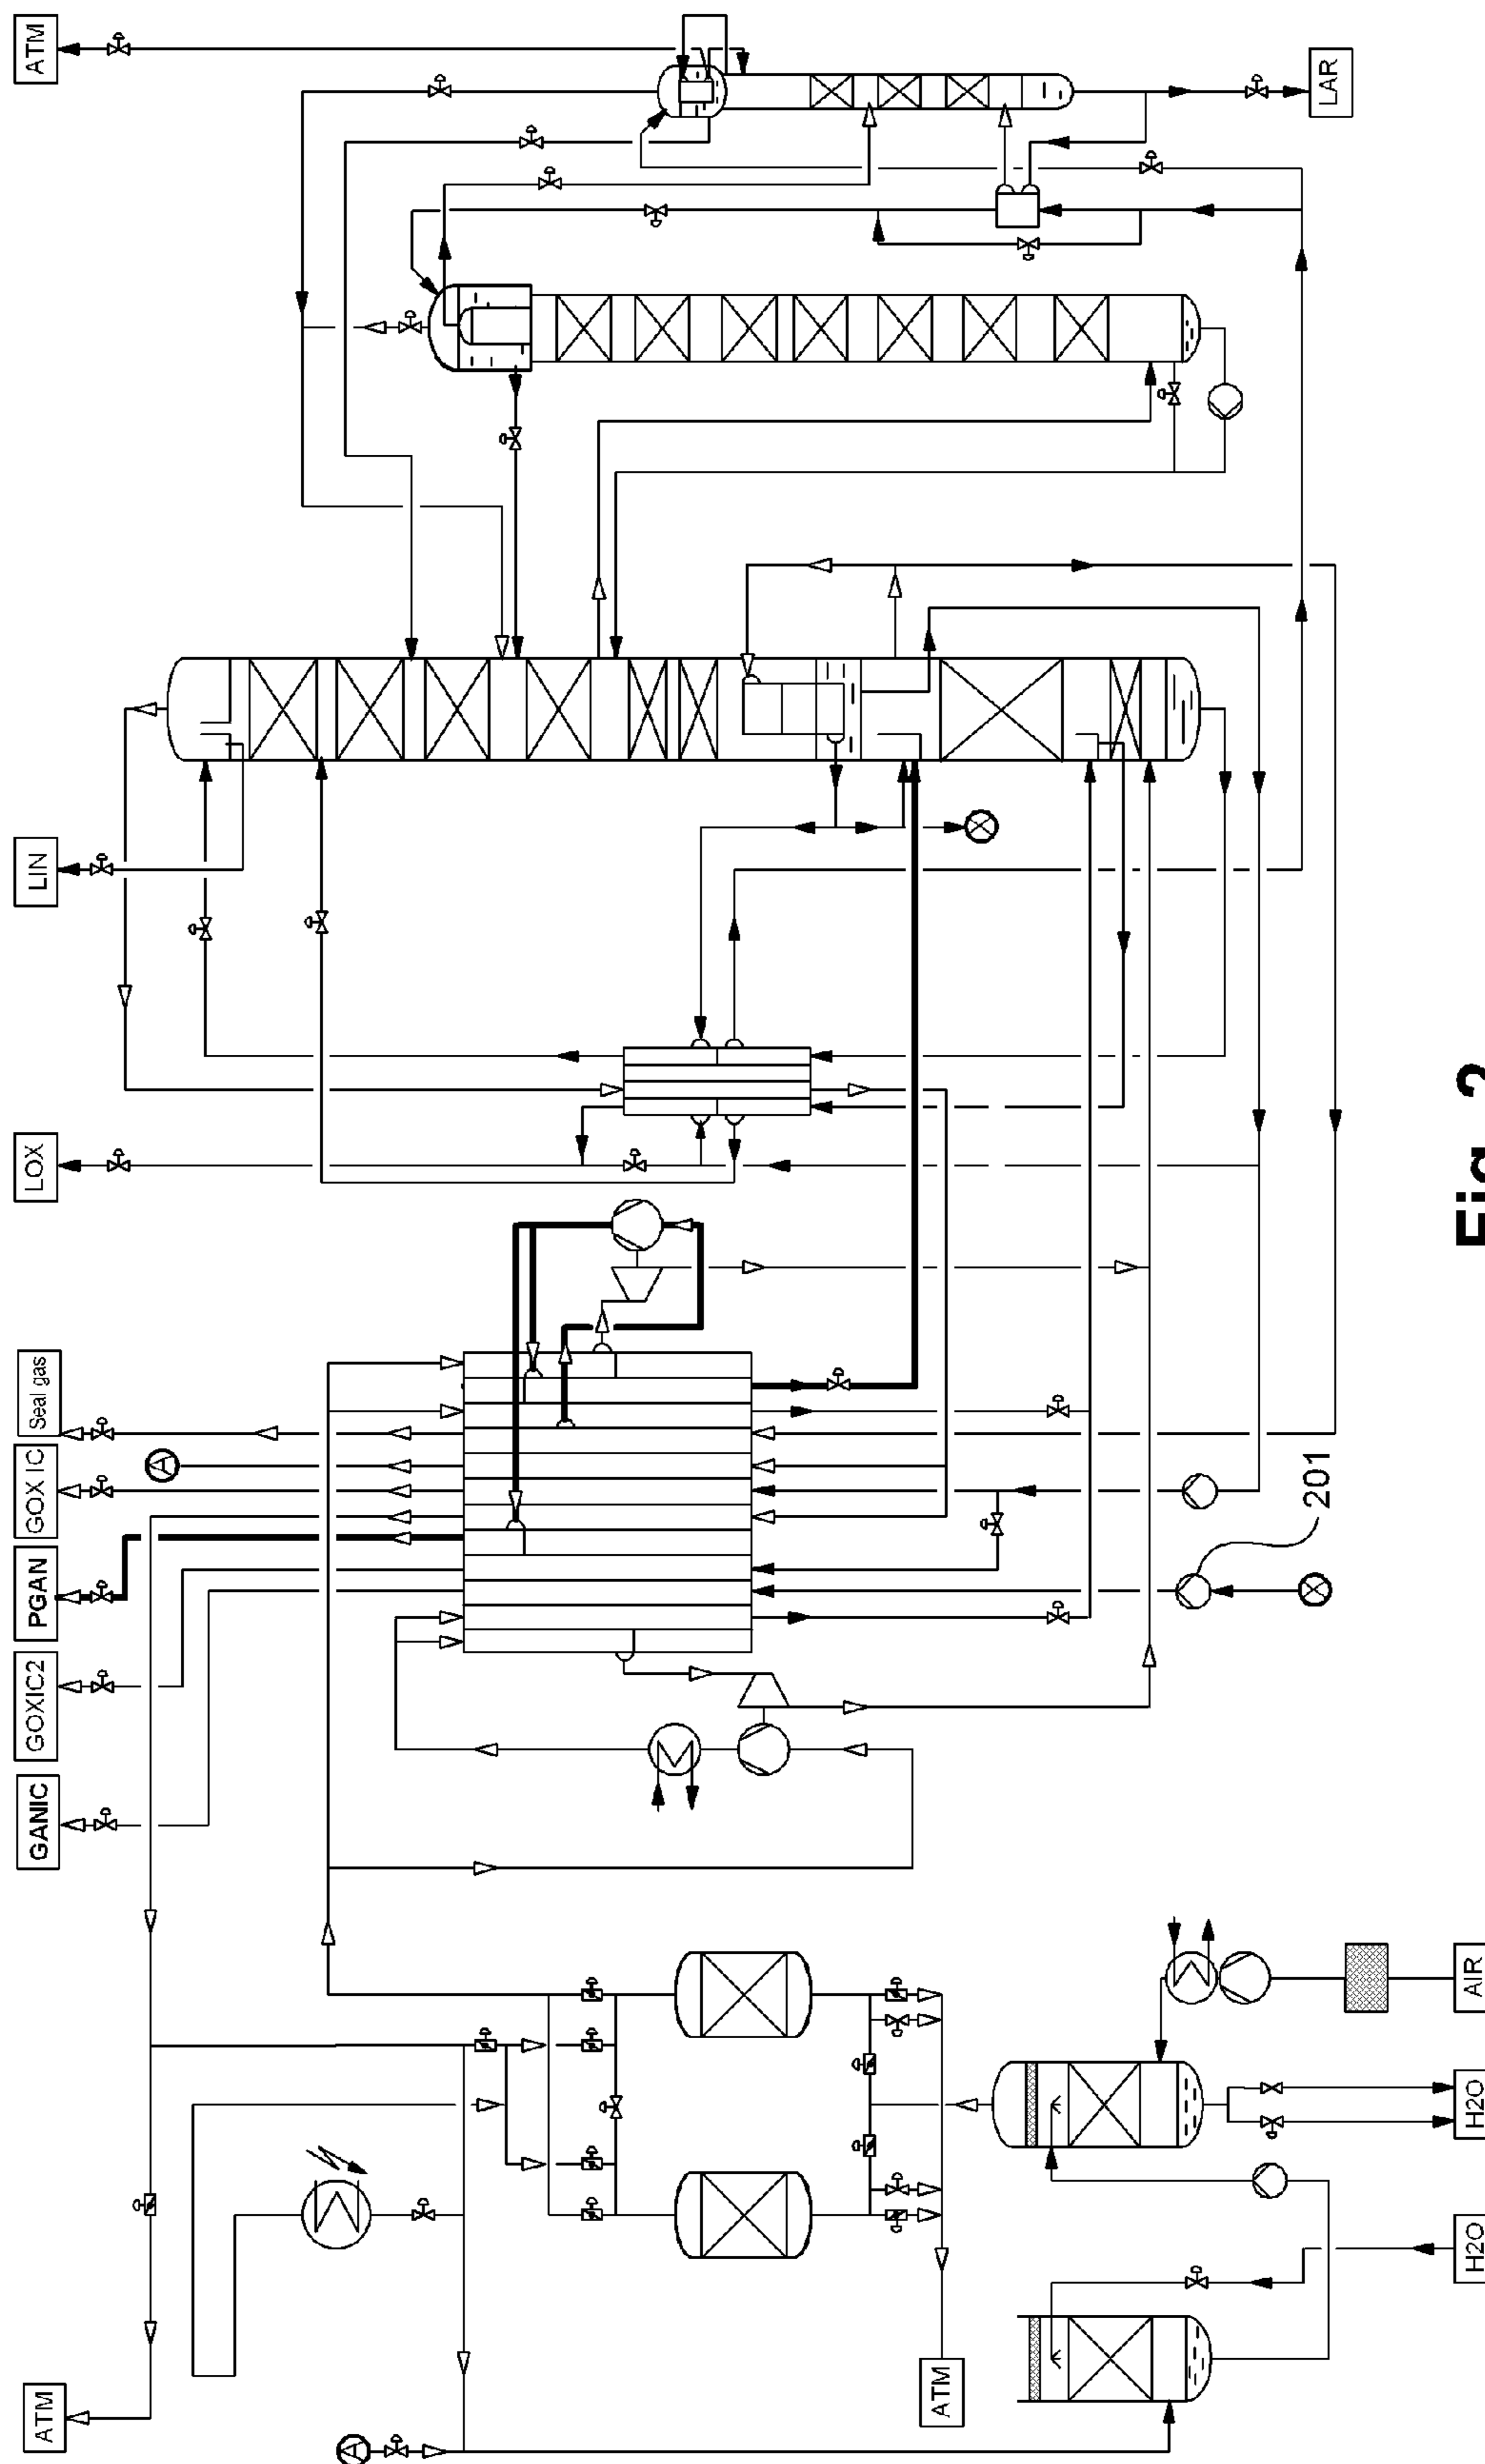 ATM
GANIC
GOXIC2
PGAN
GOX IC
Seal gas
LOX
LIN
ATM
A
A
ATM
201
LAR
H2O
H2O
AIR
Fig. 2